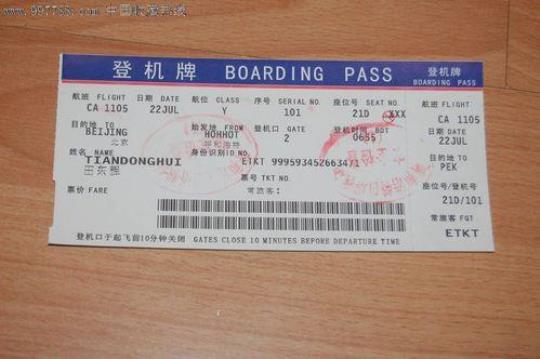 www.997788.com 中国收藏热线
登机牌 BOARDING PASS 登机牌
BOARDING PASS
航班 FLIGHT 日期 DATE 舱位 CLASS 序号 SERIAL NO. 座位号 SEAT NO. 航班 FLIGHT
CA 1105 22JUL Y 101 21D XXX CA 1105
日期 DATE
22JUL
目的地 TO 始发地 FROM 登机口 GATE 登机时间 BDT
BEIJING HOHHOT 2 0655
北京 呼和浩特
目的地 TO
PEK
姓名 NAME 身份识别 ID NO.
TIANDONGHUI ETKT 9995934526634/1
田东辉
票号 TKT NO.
票价 FARE 常旅客:
座位号/登机号
21D/101
常旅客 FQT
ETKT
登机口于起飞前10分钟关闭 GATES CLOSE 10 MINUTES BEFORE DEPARTURE TIME